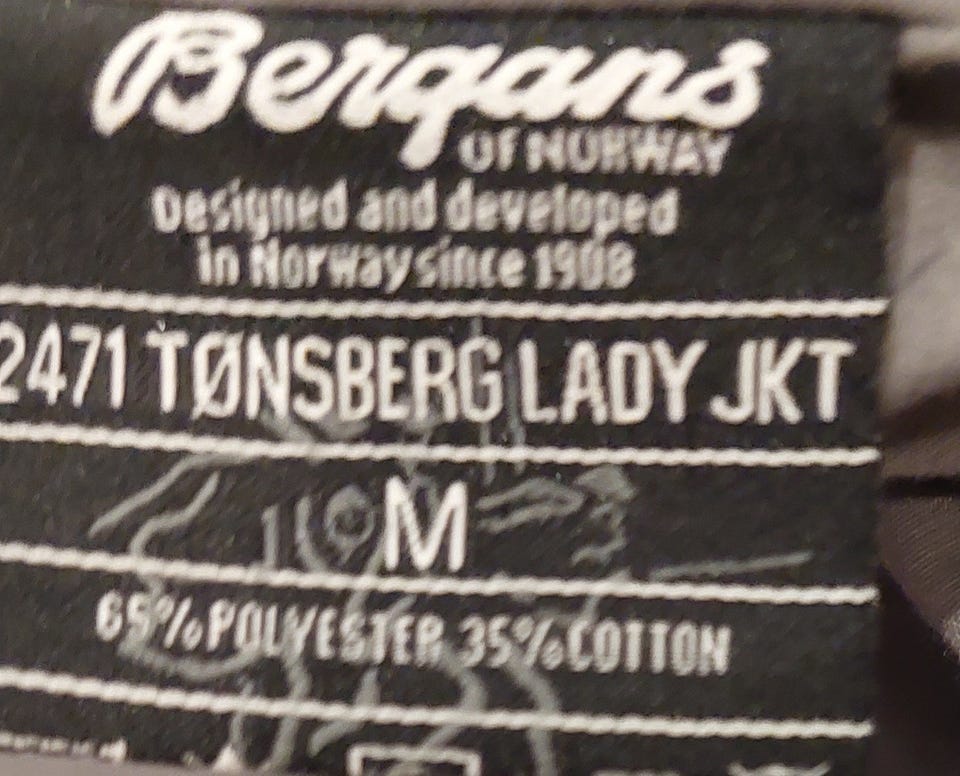 Bergans
OF NORWAY
Designed and developed
in Norway since 1908
2471 TØNSBERG LADY JKT
M
65% POLYESTER 35% COTTON